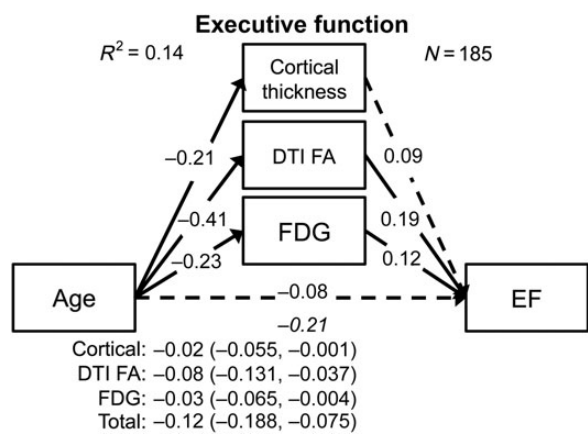 Executive function
R² = 0.14
N = 185
Cortical
thickness
DTI FA
FDG
Age
EF
–0.21
–0.41
–0.23
0.09
0.19
0.12
–0.08
–0.21
Cortical: –0.02 (–0.055, –0.001)
DTI FA: –0.08 (–0.131, –0.037)
FDG: –0.03 (–0.065, –0.004)
Total: –0.12 (–0.188, –0.075)